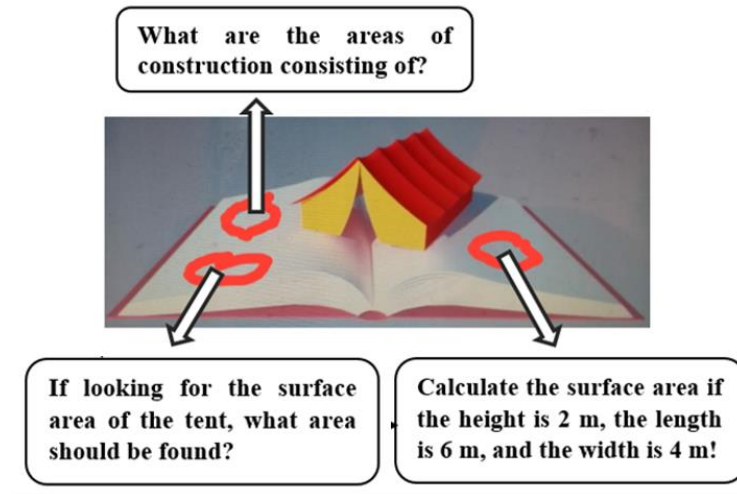 What are the areas of
construction consisting of?
If looking for the surface
area of the tent, what area
should be found?
Calculate the surface area if
the height is 2 m, the length
is 6 m, and the width is 4 m!